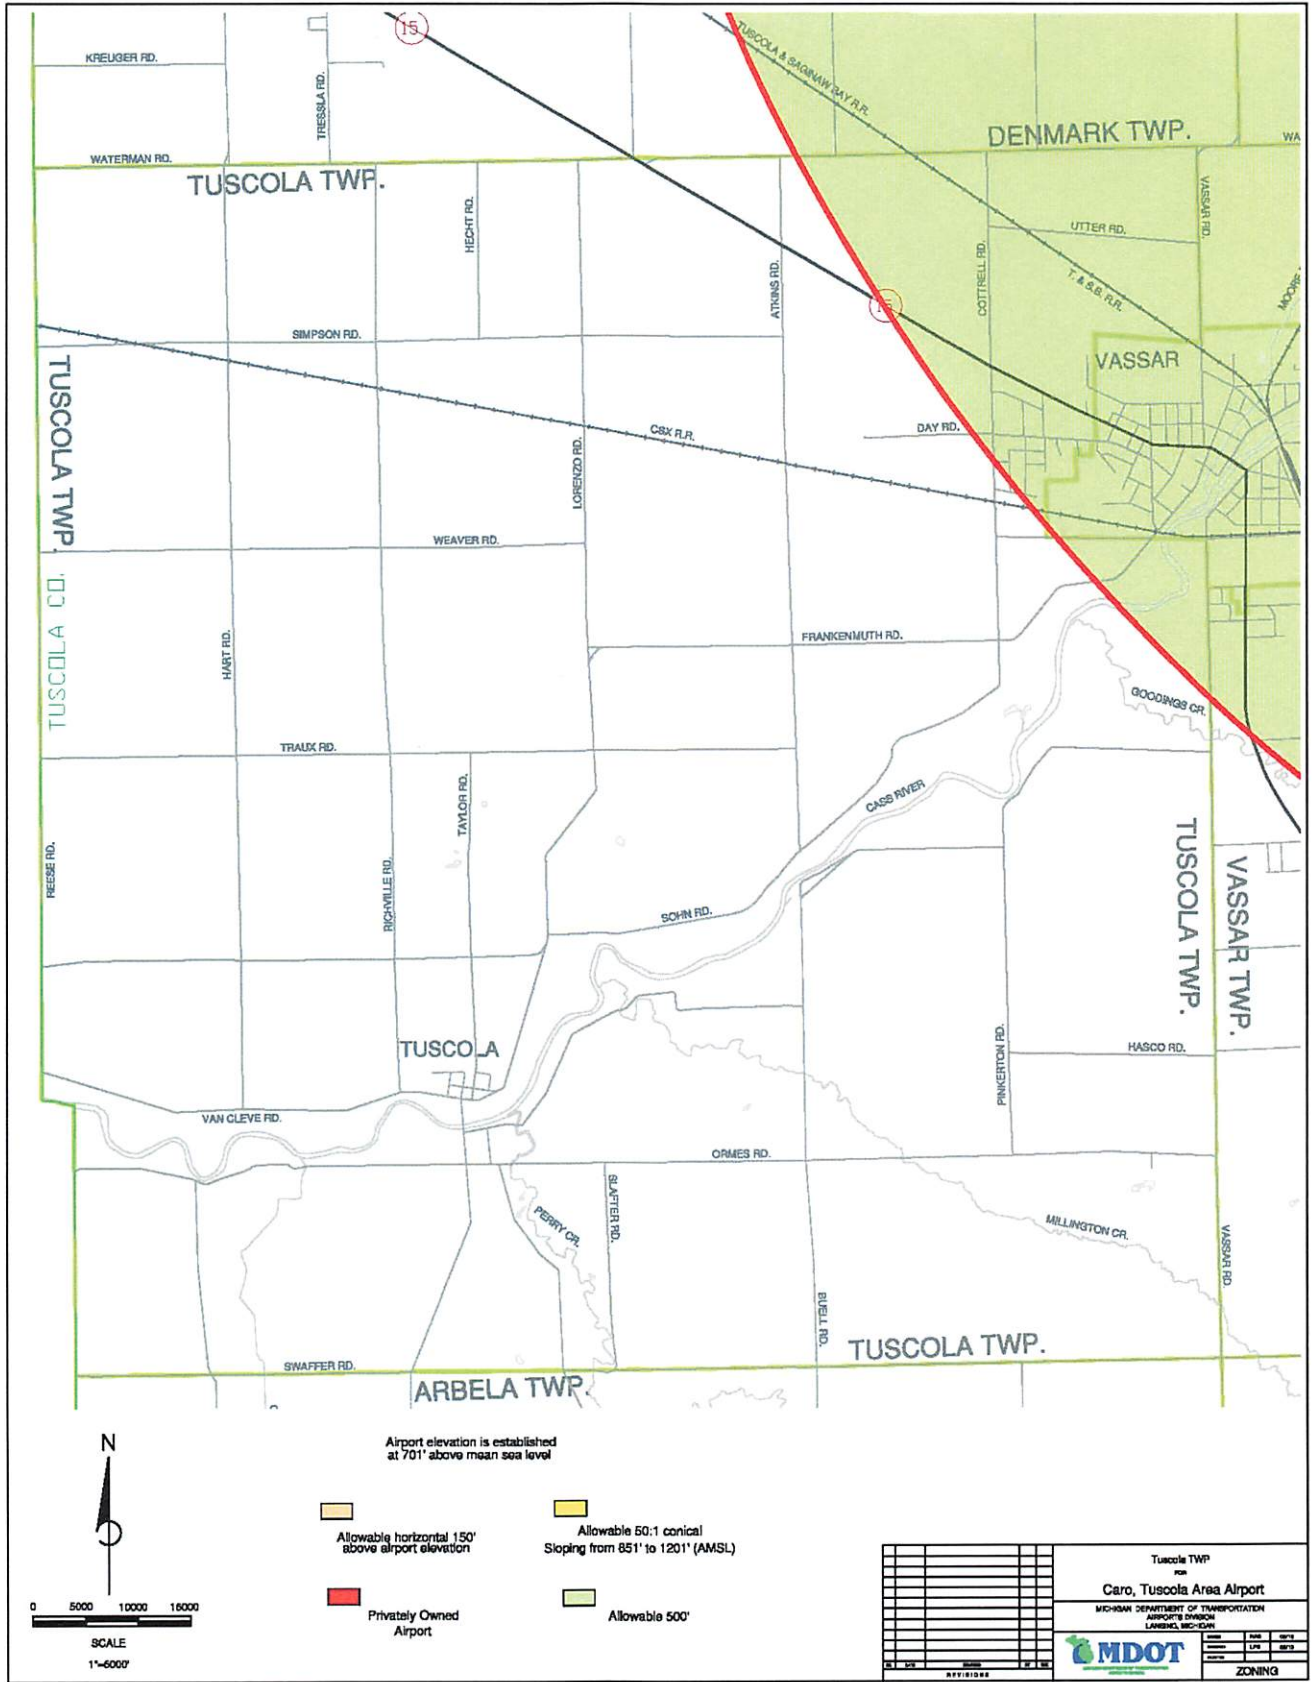 15
KREUGER RD.
TRESSLA RD.
TUSCOLA & SAGINAW BAY R.R.
DENMARK TWP.
WATERMAN RD.
WA
TUSCOLA TWP.
HECHT RD.
VASSAR RD.
UTTER RD.
ATKINS RD.
COTTRELL RD.
T. & S.B. R.R.
MOORE
15
SIMPSON RD.
VASSAR
TUSCOLA TWP.
CSX R.R.
DAY RD.
LORENZO RD.
WEAVER RD.
TUSCOLA CO.
HART RD.
FRANKENMUTH RD.
GOODINGS CR.
TRAUX RD.
TAYLOR RD.
CASS RIVER
REESE RD.
RICHVILLE RD.
TUSCOLA TWP.
VASSAR TWP.
SOHN RD.
TUSCOLA
PINKERTON RD.
HASCO RD.
VAN CLEVE RD.
ORMES RD.
SLAFTER RD.
PERRY CR.
MILLINGTON CR.
VASSAR RD.
BUELL RD.
TUSCOLA TWP.
SWAFFER RD.
ARBELA TWP.
N
Airport elevation is established
at 701' above mean sea level
Allowable horizontal 150'
above airport elevation
Allowable 50:1 conical
Sloping from 851' to 1201' (AMSL)
Privately Owned
Airport
Allowable 500'
0 5000 10000 16000
SCALE
1"=6000'
Tuscola TWP
FOR
Caro, Tuscola Area Airport
MICHIGAN DEPARTMENT OF TRANSPORTATION
AIRPORTS DIVISION
LANSING, MICHIGAN
MDOT
ZONING
REVISIONS